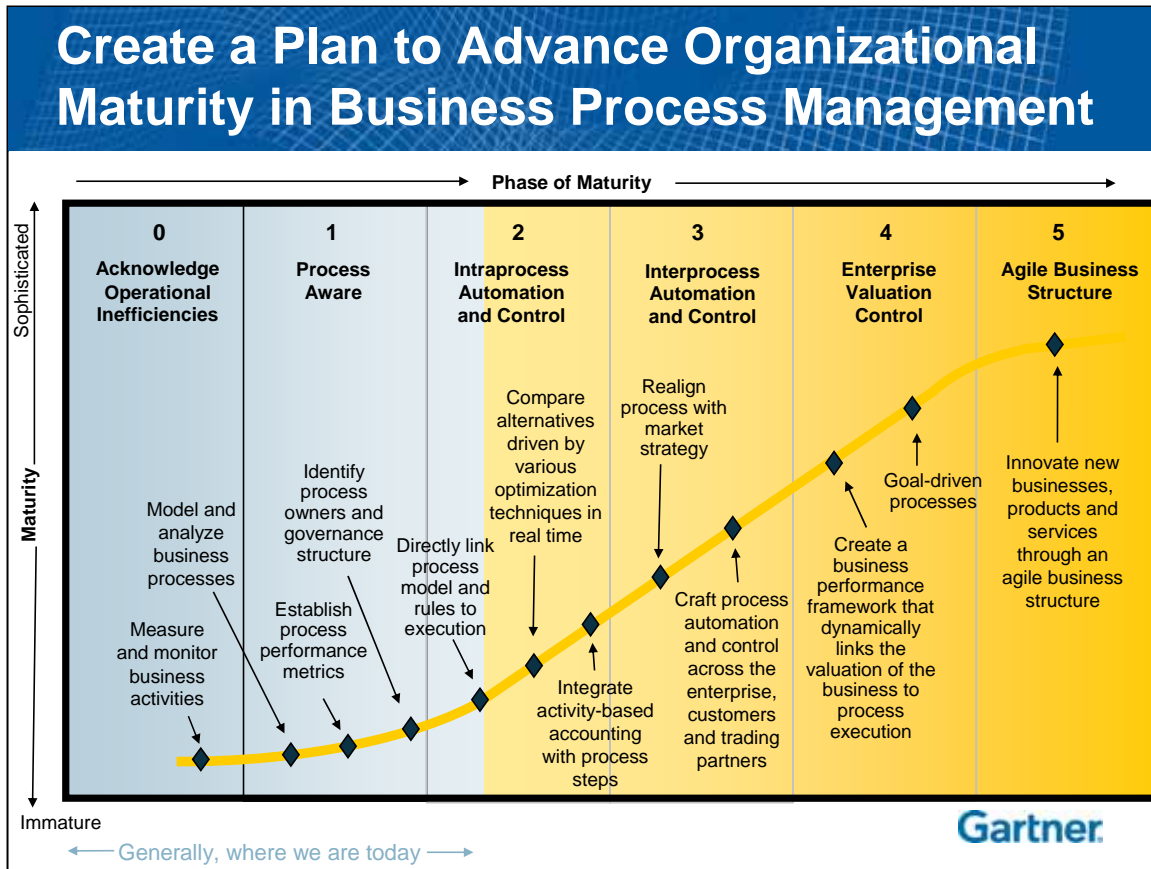 Create a Plan to Advance Organizational
Maturity in Business Process Management
Phase of Maturity
Sophisticated
Maturity
Immature
0
Acknowledge
Operational
Inefficiencies
1
Process
Aware
2
Intraprocess
Automation
and Control
3
Interprocess
Automation
and Control
4
Enterprise
Valuation
Control
5
Agile Business
Structure
Measure
and monitor
business
activities
Model and
analyze
business
processes
Establish
process
performance
metrics
Identify
process
owners and
governance
structure
Directly link
process
model and
rules to
execution
Compare
alternatives
driven by
various
optimization
techniques in
real time
Integrate
activity-based
accounting
with process
steps
Realign
process with
market
strategy
Craft process
automation
and control
across the
enterprise,
customers
and trading
partners
Create a
business
performance
framework that
dynamically
links the
valuation of the
business to
process
execution
Goal-driven
processes
Innovate new
businesses,
products and
services
through an
agile business
structure
Generally, where we are today
Gartner.